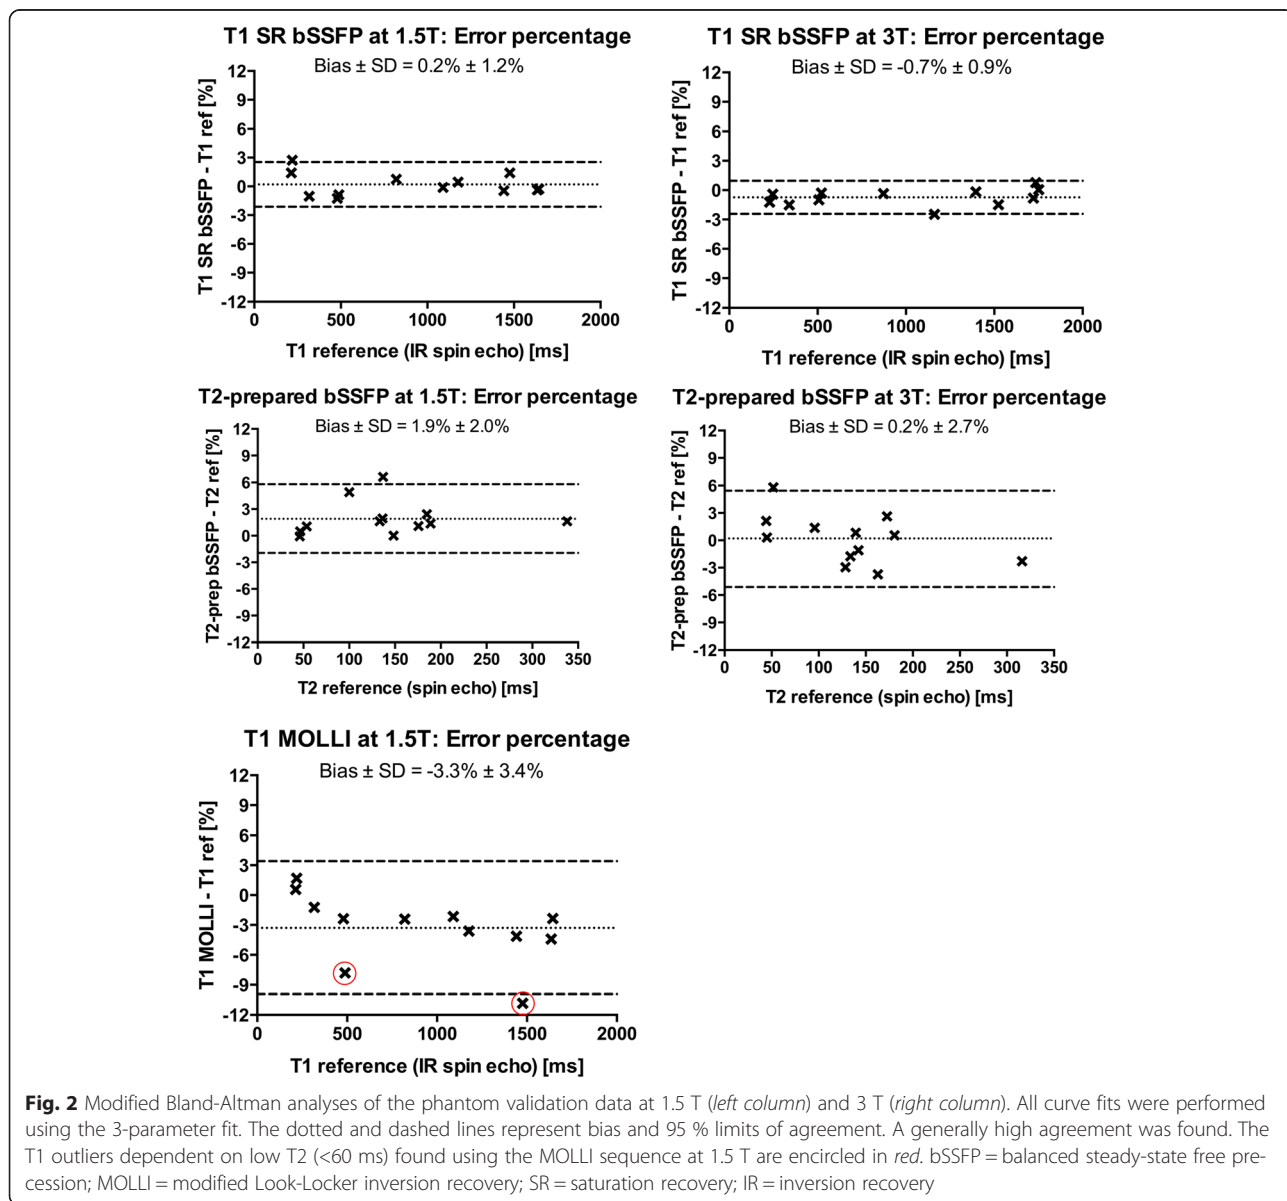 T1 SR bSSFP at 1.5T: Error percentage
Bias ± SD = 0.2% ± 1.2%
T1 SR bSSFP - T1 ref [%]
12
9
6
3
0
-3
-6
-9
-12
0 500 1000 1500 2000
T1 reference (IR spin echo) [ms]
T1 SR bSSFP at 3T: Error percentage
Bias ± SD = -0.7% ± 0.9%
T1 SR bSSFP - T1 ref [%]
12
9
6
3
0
-3
-6
-9
-12
0 500 1000 1500 2000
T1 reference (IR spin echo) [ms]
T2-prepared bSSFP at 1.5T: Error percentage
Bias ± SD = 1.9% ± 2.0%
T2-prep bSSFP - T2 ref [%]
12
9
6
3
0
-3
-6
-9
-12
0 50 100 150 200 250 300 350
T2 reference (spin echo) [ms]
T2-prepared bSSFP at 3T: Error percentage
Bias ± SD = 0.2% ± 2.7%
T2-prep bSSFP - T2 ref [%]
12
9
6
3
0
-3
-6
-9
-12
0 50 100 150 200 250 300 350
T2 reference (spin echo) [ms]
T1 MOLLI at 1.5T: Error percentage
Bias ± SD = -3.3% ± 3.4%
T1 MOLLI - T1 ref [%]
12
9
6
3
0
-3
-6
-9
-12
0 500 1000 1500 2000
T1 reference (IR spin echo) [ms]
Fig. 2 Modified Bland-Altman analyses of the phantom validation data at 1.5 T (left column) and 3 T (right column). All curve fits were performed
using the 3-parameter fit. The dotted and dashed lines represent bias and 95 % limits of agreement. A generally high agreement was found. The
T1 outliers dependent on low T2 (<60 ms) found using the MOLLI sequence at 1.5 T are encircled in red. bSSFP = balanced steady-state free pre-
cession; MOLLI = modified Look-Locker inversion recovery; SR = saturation recovery; IR = inversion recovery